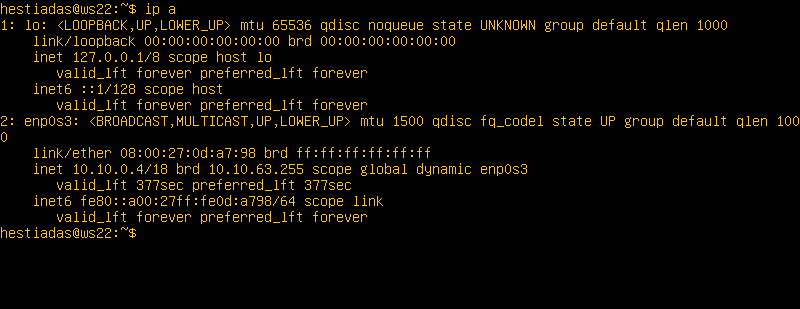 hestiadas@ws22:~$ ip a
1: lo: <LOOPBACK,UP,LOWER_UP> mtu 65536 qdisc noqueue state UNKNOWN group default qlen 1000
    link/loopback 00:00:00:00:00:00 brd 00:00:00:00:00:00
    inet 127.0.0.1/8 scope host lo
       valid_lft forever preferred_lft forever
    inet6 ::1/128 scope host
       valid_lft forever preferred_lft forever
2: enp0s3: <BROADCAST,MULTICAST,UP,LOWER_UP> mtu 1500 qdisc fq_codel state UP group default qlen 100
0
    link/ether 08:00:27:0d:a7:98 brd ff:ff:ff:ff:ff:ff
    inet 10.10.0.4/18 brd 10.10.63.255 scope global dynamic enp0s3
       valid_lft 377sec preferred_lft 377sec
    inet6 fe80::a00:27ff:fe0d:a798/64 scope link
       valid_lft forever preferred_lft forever
hestiadas@ws22:~$